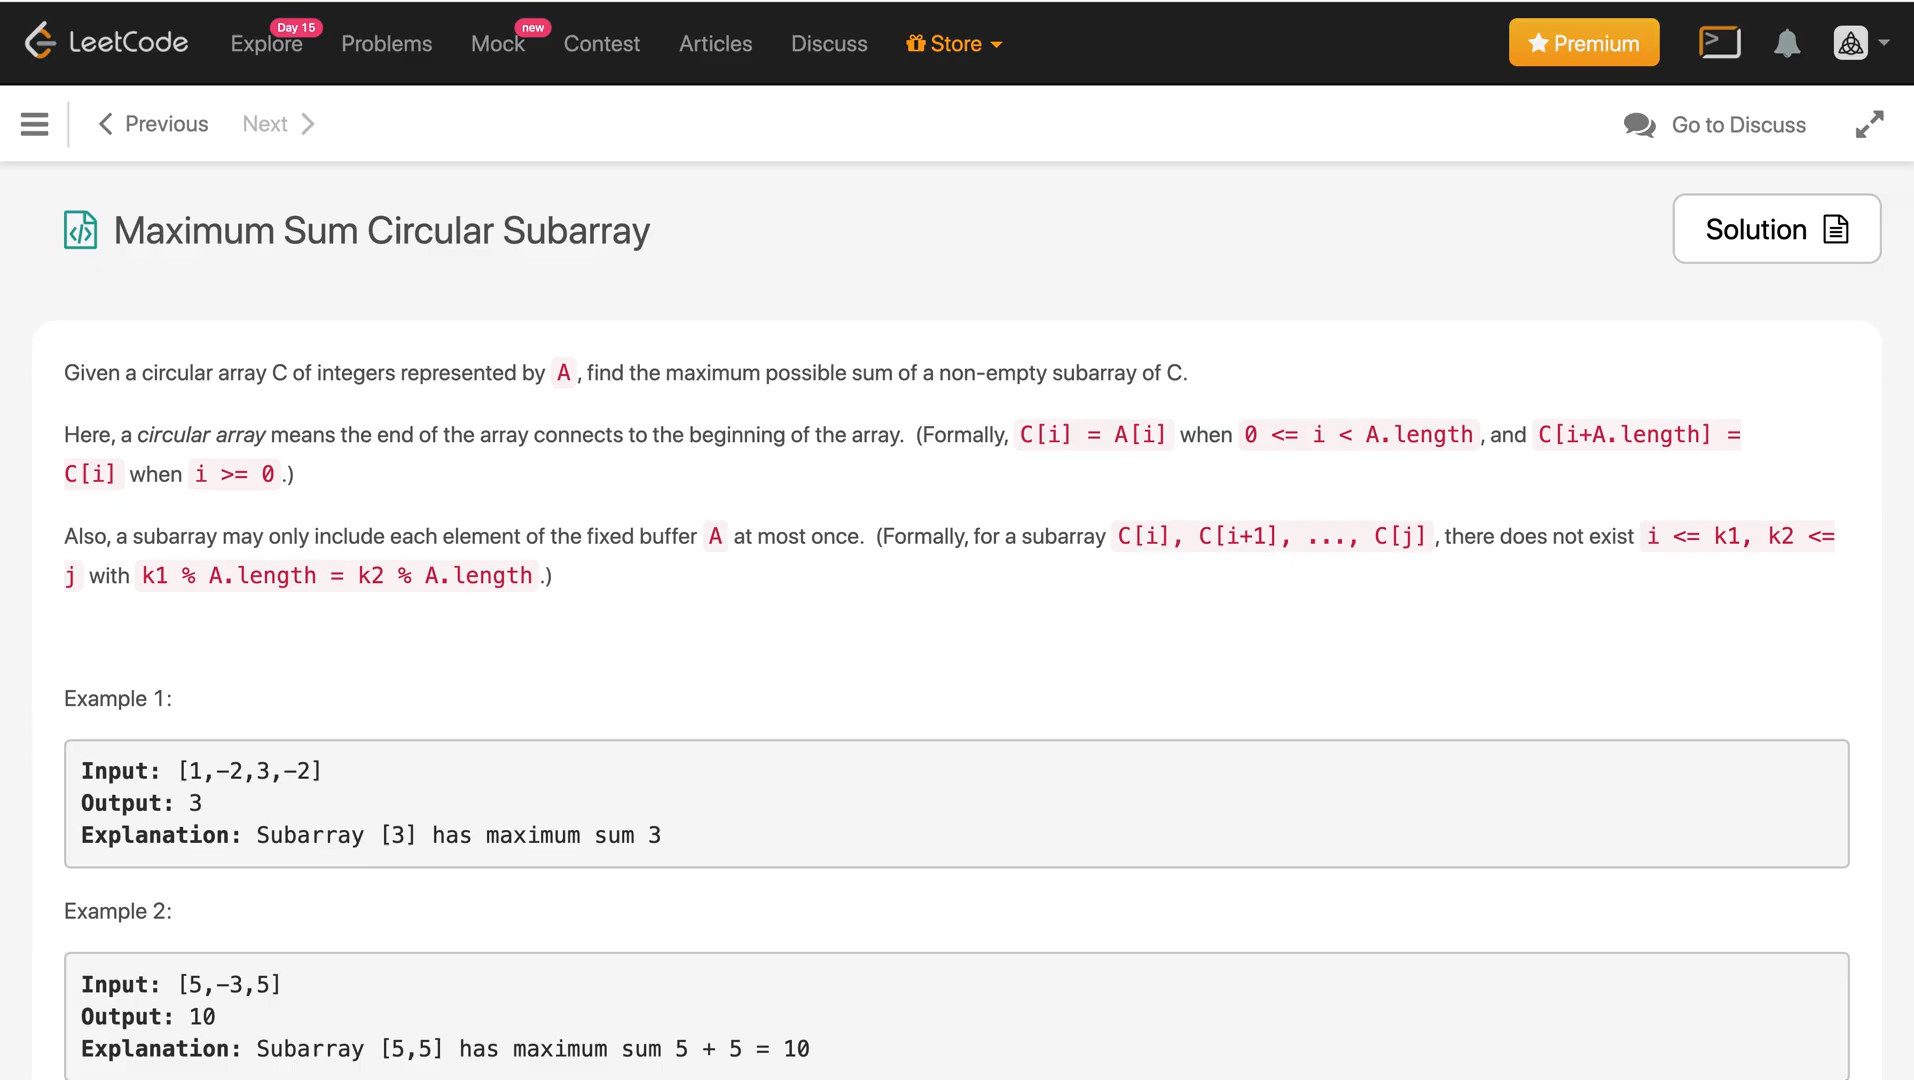 LeetCode Explore Day 15 Problems Mock new Contest Articles Discuss Store Premium
Previous Next Go to Discuss
Maximum Sum Circular Subarray Solution
Given a circular array C of integers represented by A, find the maximum possible sum of a non-empty subarray of C.
Here, a circular array means the end of the array connects to the beginning of the array. (Formally, C[i] = A[i] when 0 <= i < A.length, and C[i+A.length] =
C[i] when i >= 0.)
Also, a subarray may only include each element of the fixed buffer A at most once. (Formally, for a subarray C[i], C[i+1], ..., C[j], there does not exist i <= k1, k2 <=
j with k1 % A.length = k2 % A.length.)
Example 1:
Input: [1,-2,3,-2]
Output: 3
Explanation: Subarray [3] has maximum sum 3
Example 2:
Input: [5,-3,5]
Output: 10
Explanation: Subarray [5,5] has maximum sum 5 + 5 = 10